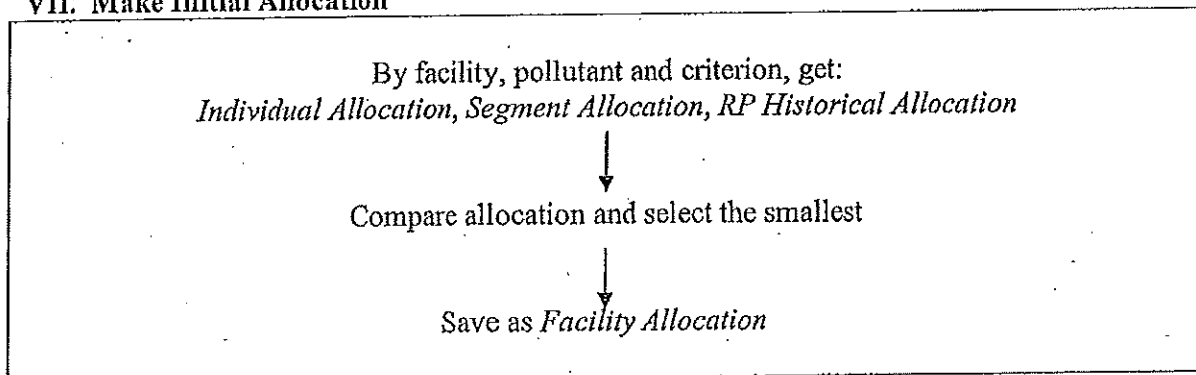 VII. Make Initial Allocation
By facility, pollutant and criterion, get:
Individual Allocation, Segment Allocation, RP Historical Allocation
Compare allocation and select the smallest
Save as Facility Allocation